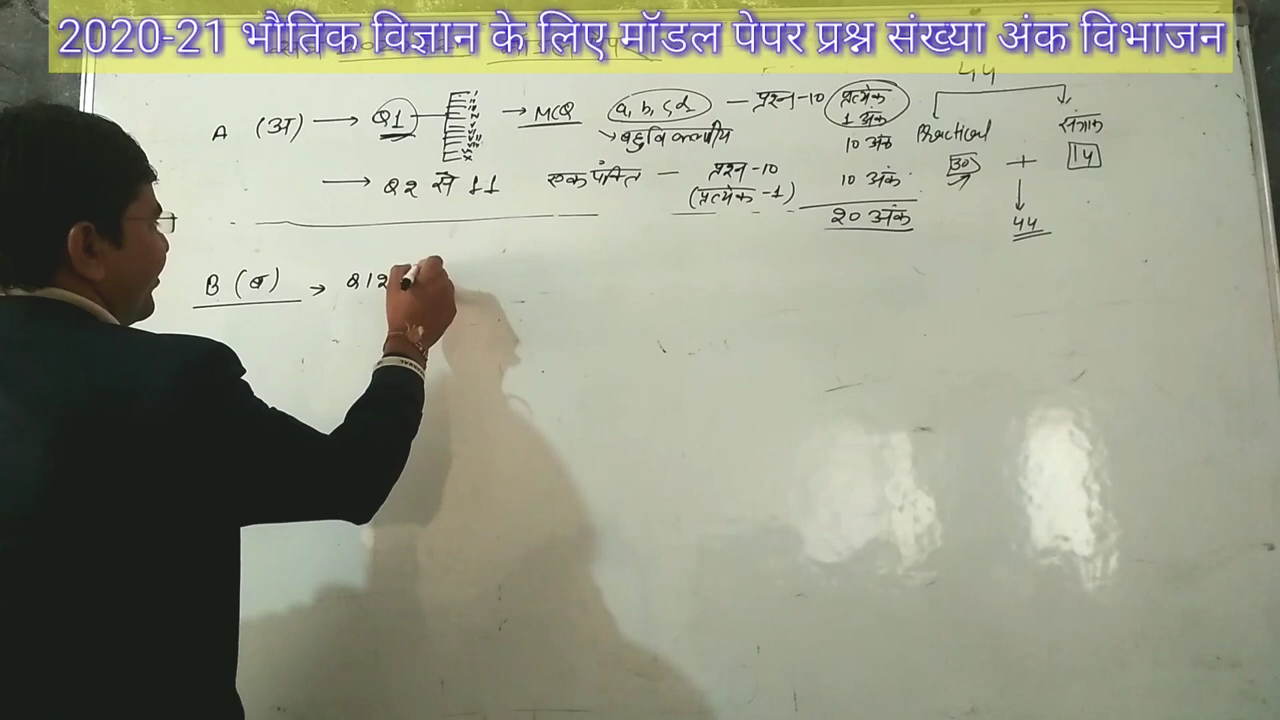 2020-21 भौतिक विज्ञान के लिए मॉडल पेपर प्रश्न संख्या अंक विभाजन
44
A (अ) → Q1 → MCQ a, b, c, d — प्रश्न-10 प्रत्येक 1 अंक
→ बहुविकल्पीय 10 अंक
→ Q2 से 11 एक पंक्ति — प्रश्न-10 10 अंक
(प्रत्येक -1)
20 अंक
Practical
30 + 14
44
B (ब) → Q12